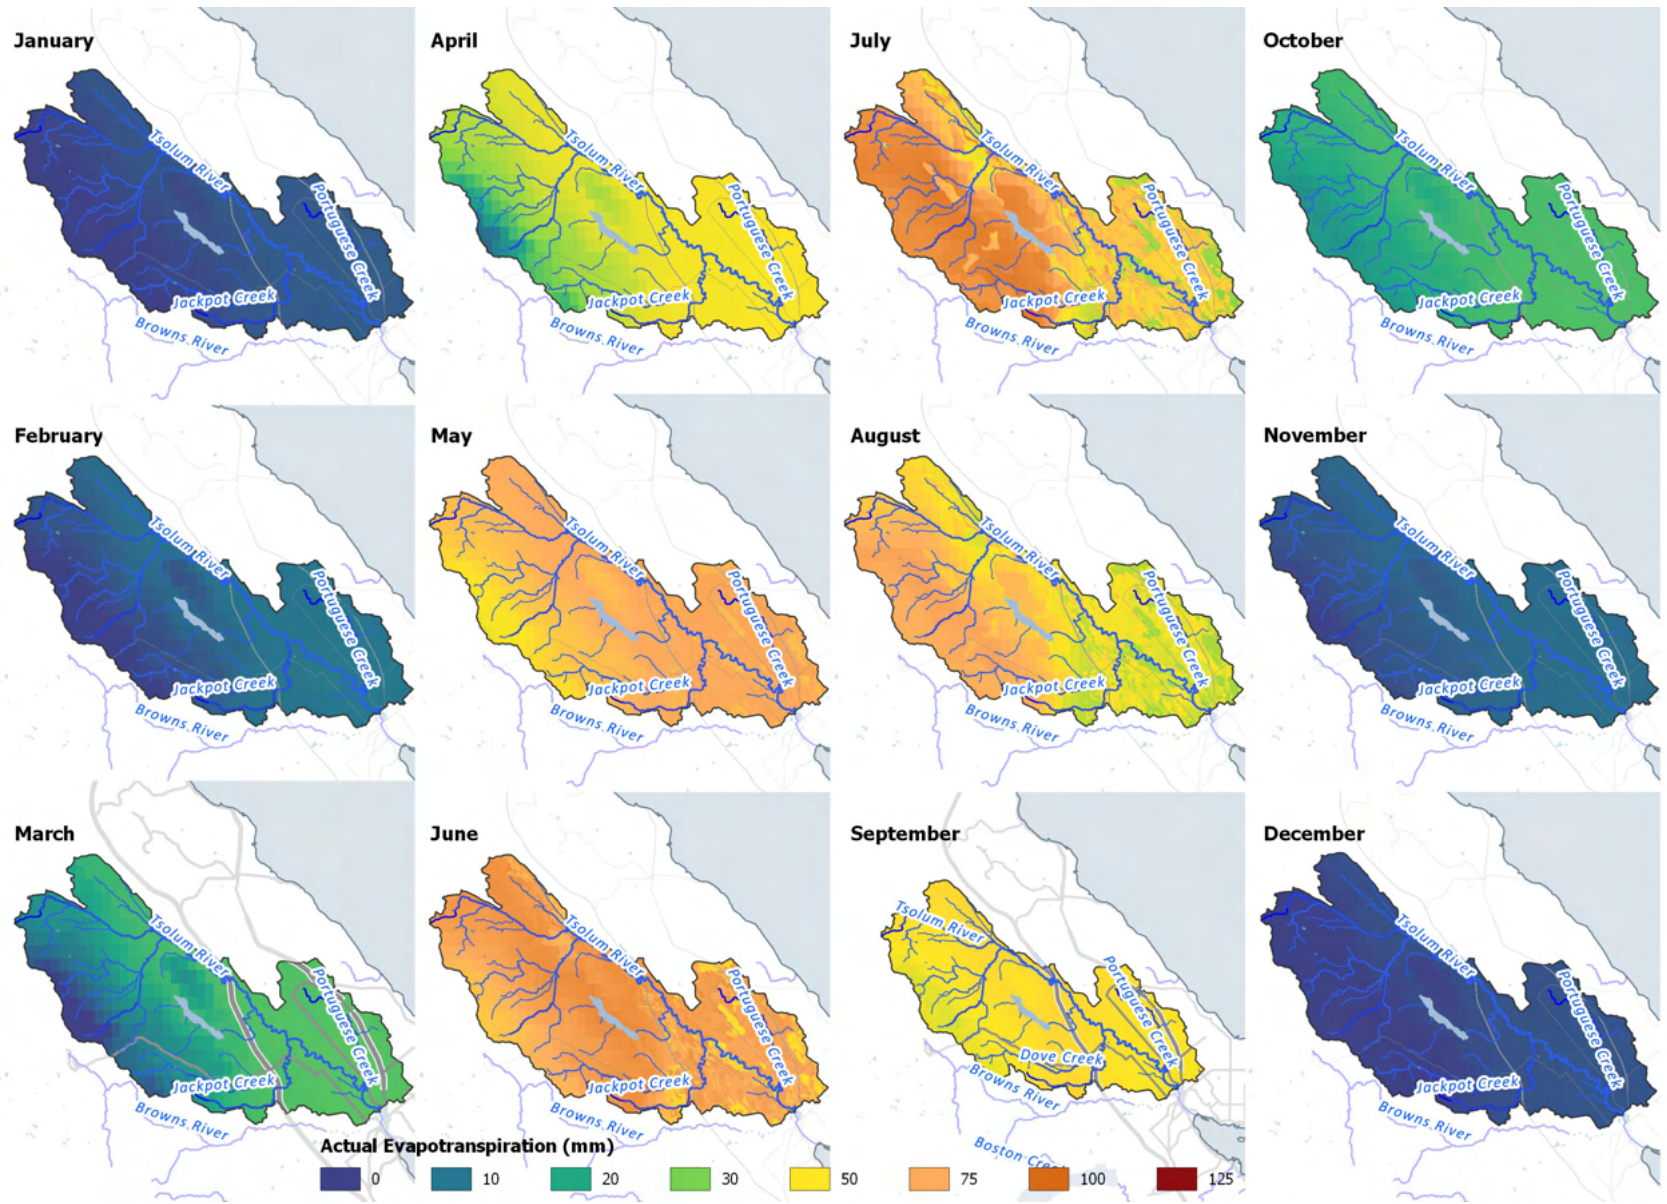 January
April
July
October
Tsolum River
Portuguese Creek
Jackpot Creek
Browns River
Tsolum River
Portuguese Creek
Jackpot Creek
Browns River
Tsolum River
Portuguese Creek
Jackpot Creek
Browns River
Tsolum River
Portuguese Creek
Jackpot Creek
Browns River
February
May
August
November
Tsolum River
Portuguese Creek
Jackpot Creek
Browns River
Tsolum River
Portuguese Creek
Jackpot Creek
Browns River
Tsolum River
Portuguese Creek
Jackpot Creek
Browns River
Tsolum River
Portuguese Creek
Jackpot Creek
Browns River
March
June
September
December
Tsolum River
Portuguese Creek
Jackpot Creek
Browns River
Tsolum River
Portuguese Creek
Jackpot Creek
Browns River
Tsolum River
Portuguese Creek
Dove Creek
Browns River
Boston Creek
Tsolum River
Portuguese Creek
Jackpot Creek
Browns River
Actual Evapotranspiration (mm)
0 10 20 30 50 75 100 125